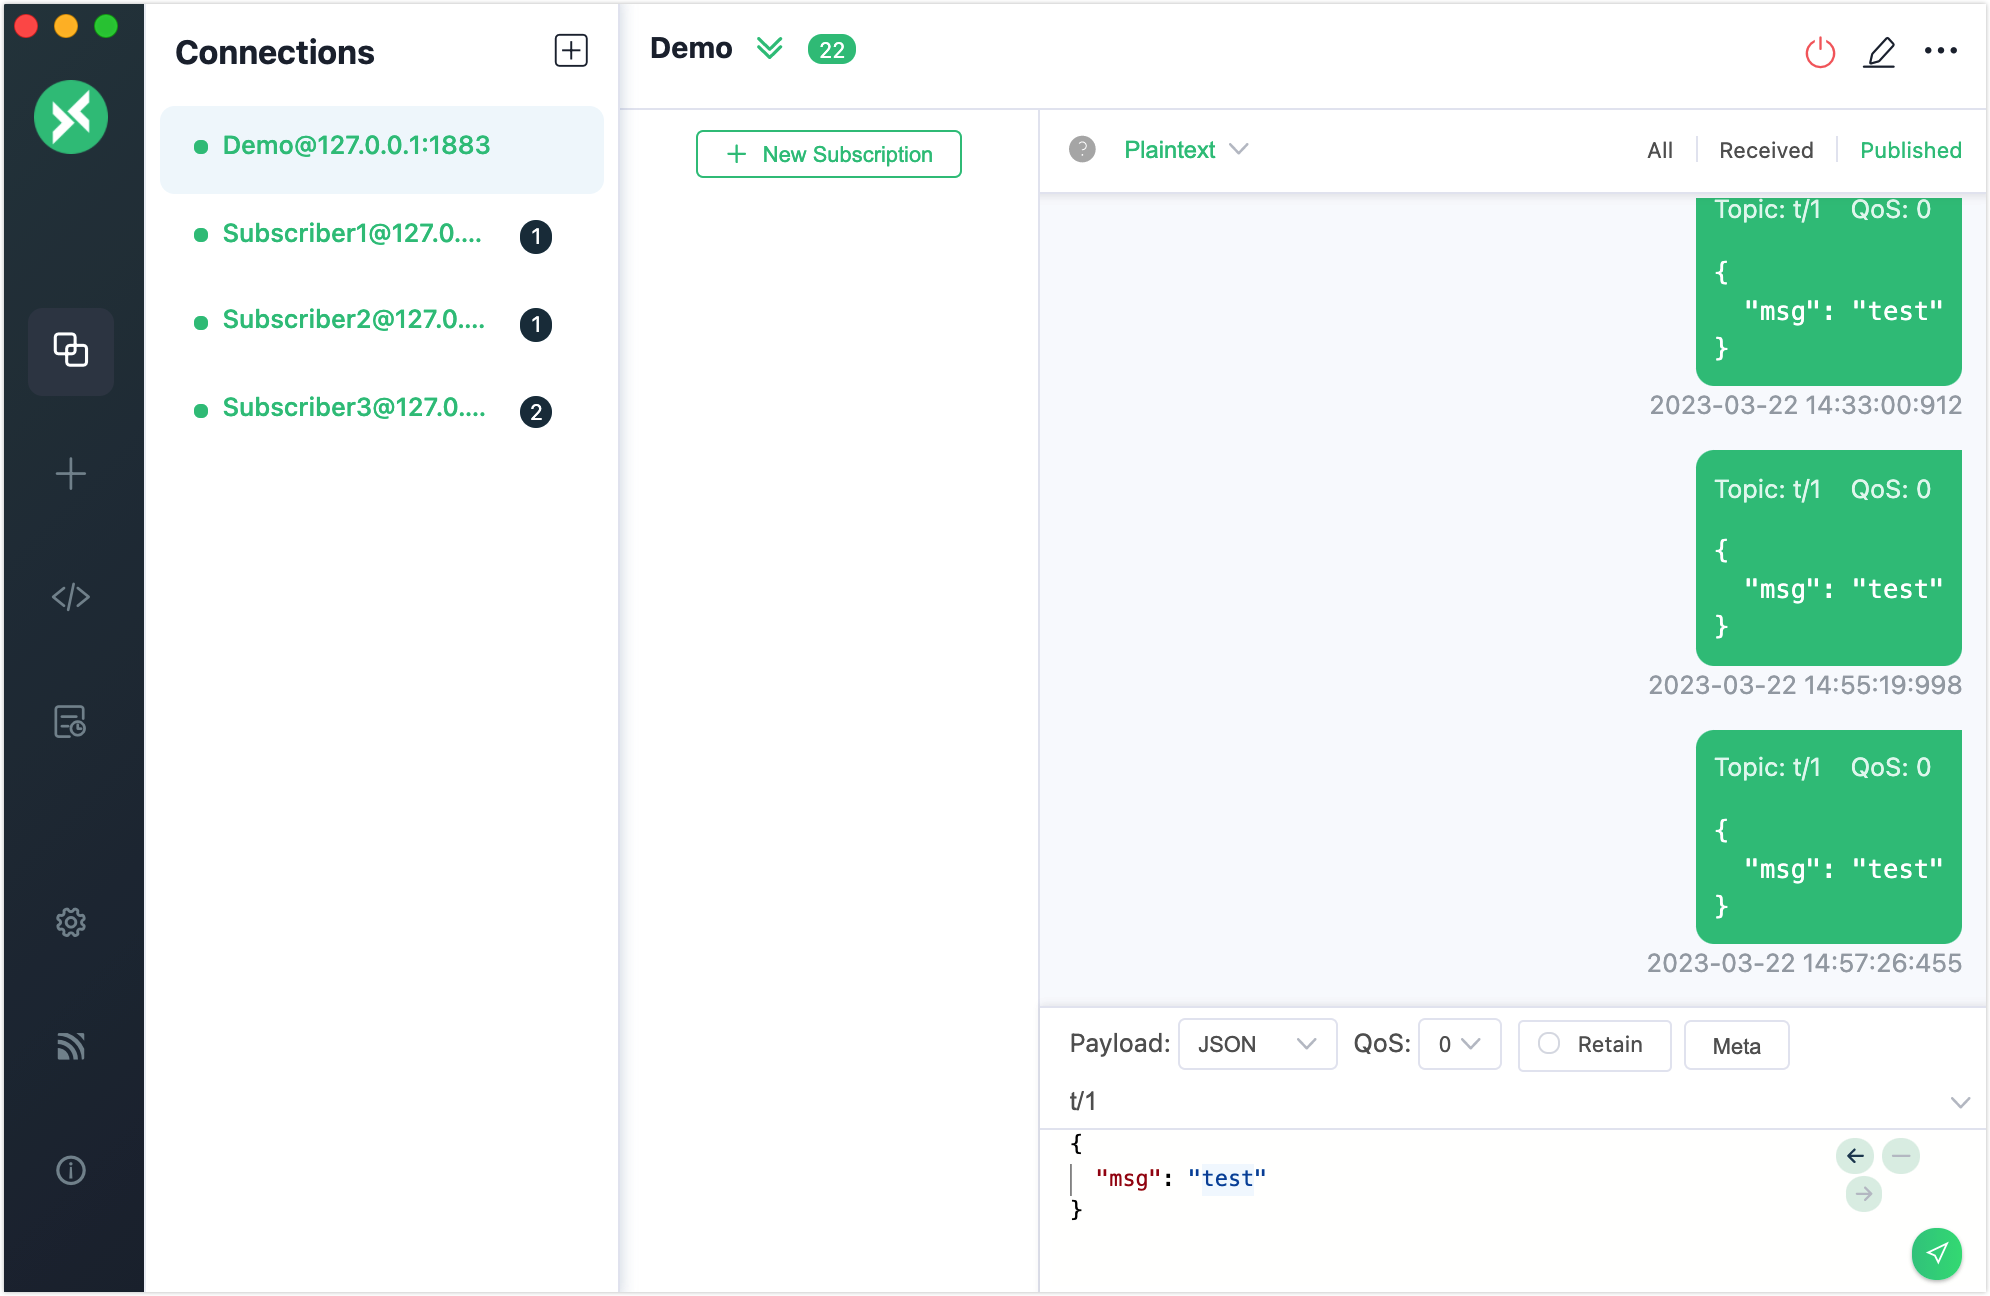 Connections
Demo@127.0.0.1:1883
Subscriber1@127.0.... 1
Subscriber2@127.0.... 1
Subscriber3@127.0.... 2
Demo 22
+ New Subscription
? Plaintext
All Received Published
Topic: t/1 QoS: 0
{
"msg": "test"
}
2023-03-22 14:33:00:912
Topic: t/1 QoS: 0
{
"msg": "test"
}
2023-03-22 14:55:19:998
Topic: t/1 QoS: 0
{
"msg": "test"
}
2023-03-22 14:57:26:455
Payload: JSON QoS: 0 Retain Meta
t/1
{
"msg": "test"
}